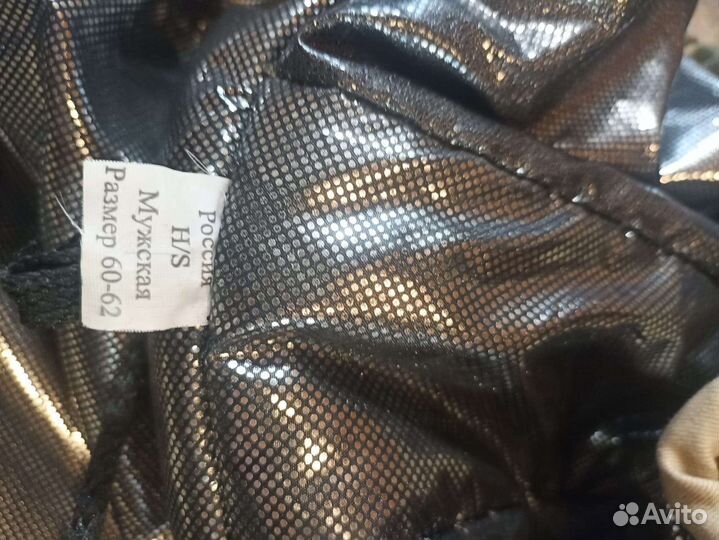 Россия
H/S
Мужская
Размер 60-62
Avito